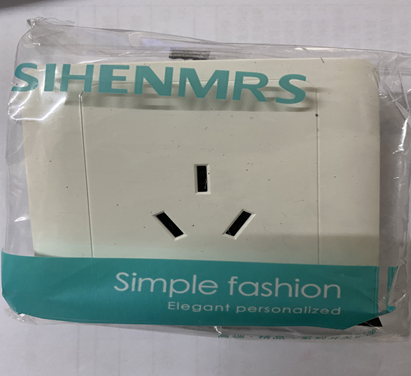 SIHENMRS
Simple fashion
Elegant personalized